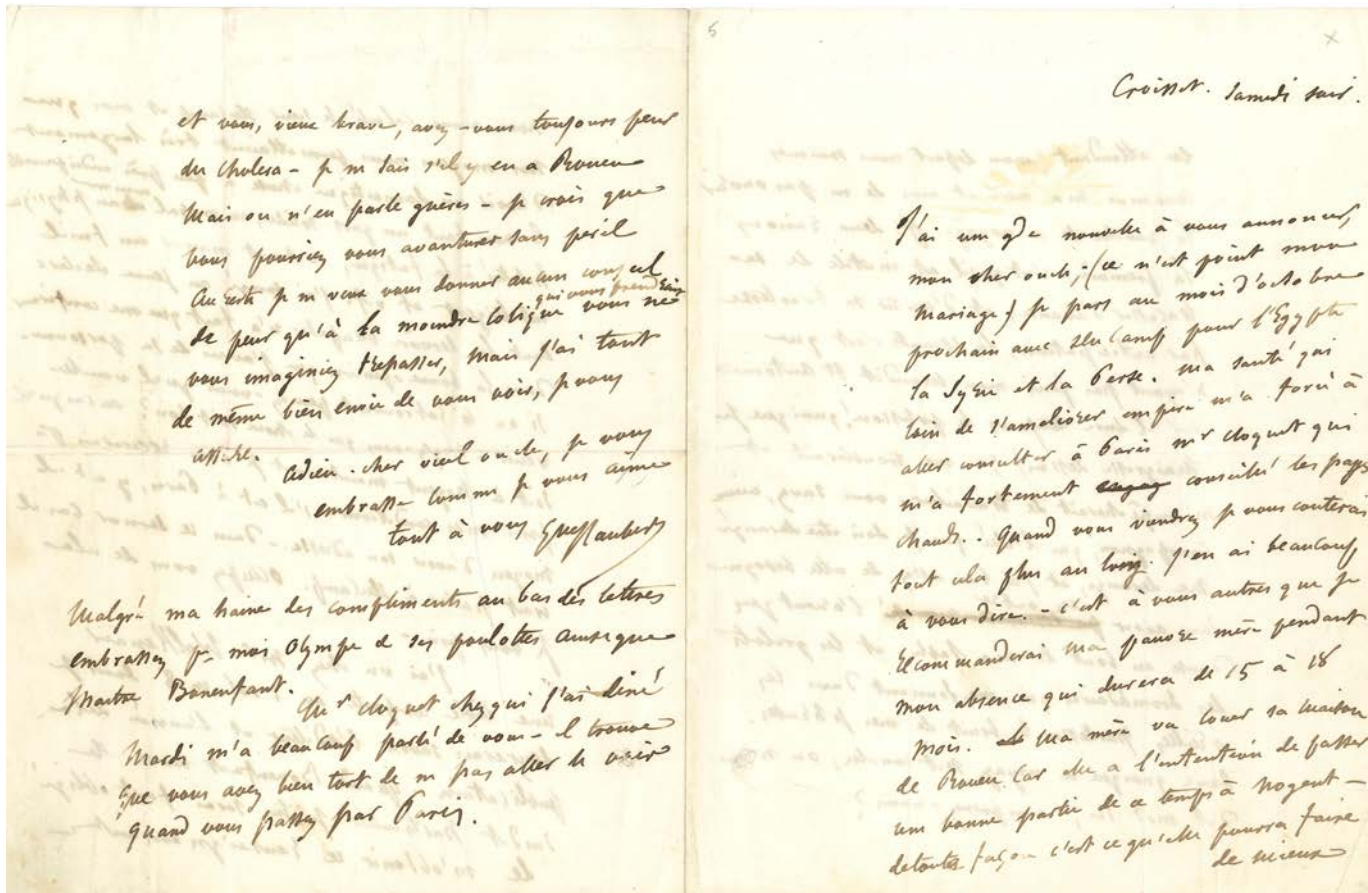 et vous, vieux brave, avez-vous toujours peur
du choléra - je ne sais s'il y en a Rouen
Mais on n'en parle guères - je crois que
vous pourriez vous avanturer sans péril
Au reste je ne veux vous donner aucun conseil
de peur qu'à la moindre colique qui vous prendrait vous ne
vous imaginiez trépasser, mais j'ai tout
de même bien envie de vous voir, je vous
assure.
Adieu. cher vieil oncle, je vous
embrasse comme je vous aime
tout à vous Gve Flaubert
Malgré ma haine des compliments au bas des lettres
embrassez pr moi Olympe & ses poulottes ainsi que
Maitre Bonenfant.
Mr cloquet chez qui j'ai diné
Mardi m'a beaucoup parlé de vous - il trouve
que vous avez bien tort de ne pas aller le voir
quand vous passez par Paris.
5
x
Croisset. Samedi soir.
J'ai une gde nouvelle à vous annoncer,
mon cher oncle, - (ce n'est point mon
mariage) je pars au mois d'octobre
prochain avec Du Camp pour l'Egypte
la Syrie et la Perse. Ma santé qui
loin de s'améliorer empire m'a forcé à
aller consulter à Paris mr cloquet qui
m'a fortement conseillé les pays
chauds.. Quand vous viendrez je vous conterai
tout cela plus au long. j'en ai beaucoup
à vous dire. - c'est à vous autres que je
recommanderai ma pauvre mère pendant
mon absence qui durera de 15 à 18
mois. Ma mère va louer sa maison
de Rouen car elle a l'intention de passer
une bonne partie de ce temps à Nogent -
de toutes façons c'est ce qu'elle pourra faire
de mieux